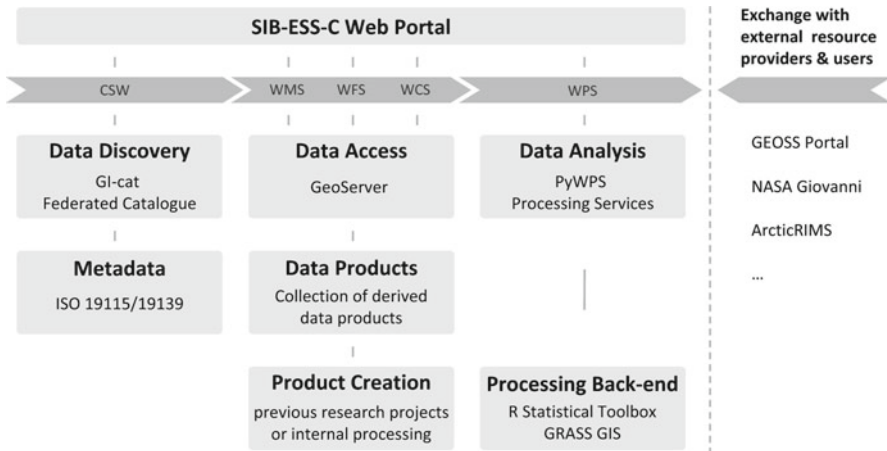 SIB-ESS-C Web Portal
Exchange with
external resource
providers & users
CSW
WMS WFS WCS
WPS
Data Discovery
GI-cat
Federated Catalogue
Data Access
GeoServer
Data Analysis
PyWPS
Processing Services
GEOSS Portal
NASA Giovanni
ArcticRIMS
...
Metadata
ISO 19115/19139
Data Products
Collection of derived
data products
Product Creation
previous research projects
or internal processing
Processing Back-end
R Statistical Toolbox
GRASS GIS